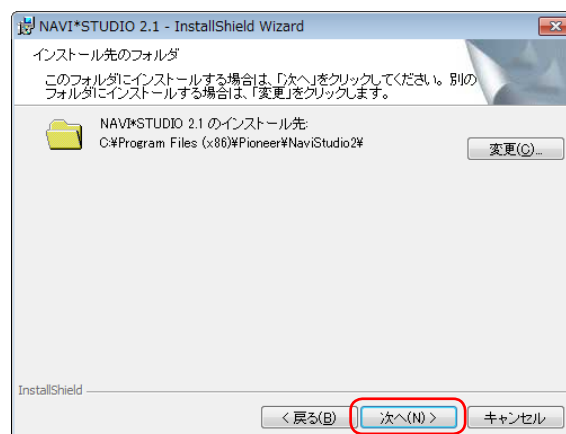 NAVI*STUDIO 2.1 - InstallShield Wizard
インストール先のフォルダ
このフォルダにインストールする場合は、「次へ」をクリックしてください。別の
フォルダにインストールする場合は、「変更」をクリックします。
NAVI*STUDIO 2.1 のインストール先:
C:¥Program Files (x86)¥Pioneer¥NaviStudio2¥
変更(C)...
InstallShield
< 戻る(B)
次へ(N) >
キャンセル